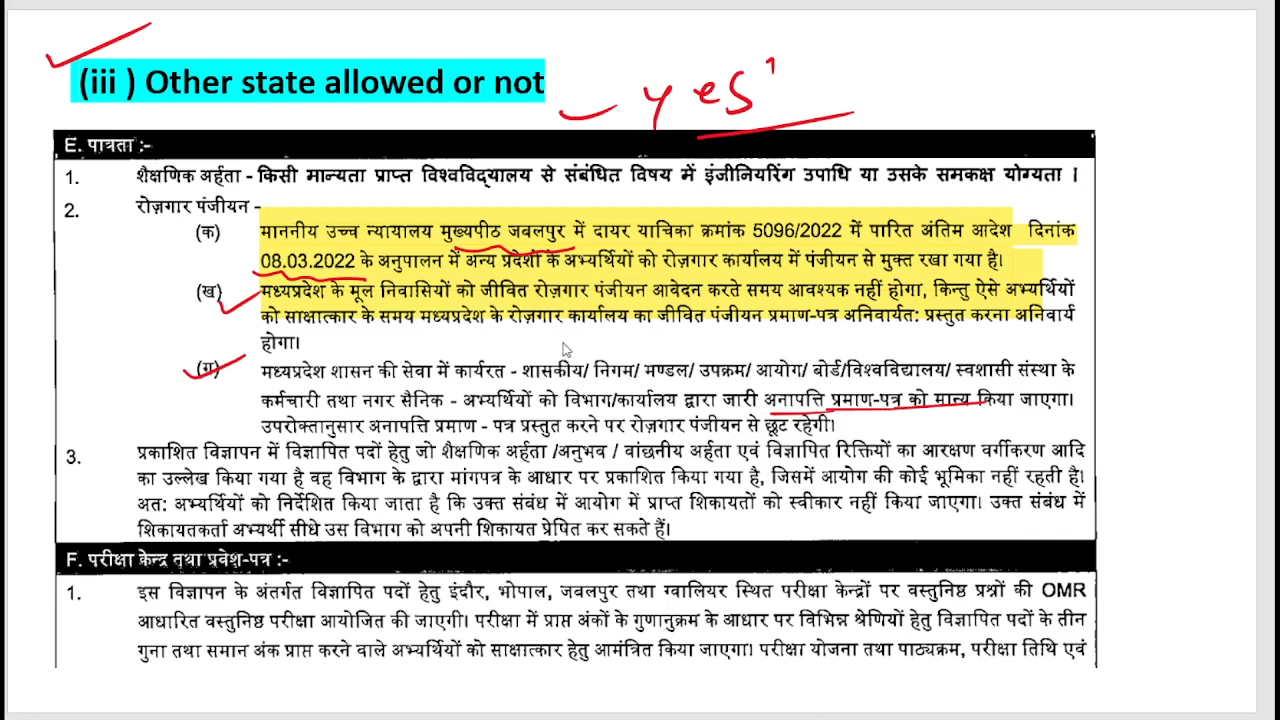 (iii ) Other state allowed or not
yes
E. पात्रता :-
1. शैक्षणिक अर्हता - किसी मान्यता प्राप्त विश्वविद्यालय से संबंधित विषय में इंजीनियरिंग उपाधि या उसके समकक्ष योग्यता ।
2. रोज़गार पंजीयन -
(क) माननीय उच्च न्यायालय मुख्यपीठ जबलपुर में दायर याचिका क्रमांक 5096/2022 में पारित अंतिम आदेश दिनांक
08.03.2022 के अनुपालन में अन्य प्रदेशों के अभ्यर्थियों को रोज़गार कार्यालय में पंजीयन से मुक्त रखा गया है।
(ख) मध्यप्रदेश के मूल निवासियों को जीवित रोज़गार पंजीयन आवेदन करते समय आवश्यक नहीं होगा, किन्तु ऐसे अभ्यर्थियों
को साक्षात्कार के समय मध्यप्रदेश के रोज़गार कार्यालय का जीवित पंजीयन प्रमाण-पत्र अनिवार्यत: प्रस्तुत करना अनिवार्य
होगा।
(ग) मध्यप्रदेश शासन की सेवा में कार्यरत - शासकीय/ निगम/ मण्डल/ उपक्रम/ आयोग/ बोर्ड/विश्वविद्यालय/ स्वशासी संस्था के
कर्मचारी तथा नगर सैनिक - अभ्यर्थियों को विभाग/कार्यालय द्वारा जारी अनापत्ति प्रमाण-पत्र को मान्य किया जाएगा।
उपरोक्तानुसार अनापत्ति प्रमाण - पत्र प्रस्तुत करने पर रोज़गार पंजीयन से छूट रहेगी।
3. प्रकाशित विज्ञापन में विज्ञापित पदों हेतु जो शैक्षणिक अर्हता /अनुभव / वांछनीय अर्हता एवं विज्ञापित रिक्तियों का आरक्षण वर्गीकरण आदि
का उल्लेख किया गया है वह विभाग के द्वारा मांगपत्र के आधार पर प्रकाशित किया गया है, जिसमें आयोग की कोई भूमिका नहीं रहती है।
अत: अभ्यर्थियों को निर्देशित किया जाता है कि उक्त संबंध में आयोग में प्राप्त शिकायतों को स्वीकार नहीं किया जाएगा। उक्त संबंध में
शिकायतकर्ता अभ्यर्थी सीधे उस विभाग को अपनी शिकायत प्रेषित कर सकते हैं।
F. परीक्षा केन्द्र तथा प्रवेश-पत्र :-
1. इस विज्ञापन के अंतर्गत विज्ञापित पदों हेतु इंदौर, भोपाल, जबलपुर तथा ग्वालियर स्थित परीक्षा केन्द्रों पर वस्तुनिष्ठ प्रश्नों की OMR
आधारित वस्तुनिष्ठ परीक्षा आयोजित की जाएगी। परीक्षा में प्राप्त अंकों के गुणानुक्रम के आधार पर विभिन्न श्रेणियों हेतु विज्ञापित पदों के तीन
गुना तथा समान अंक प्राप्त करने वाले अभ्यर्थियों को साक्षात्कार हेतु आमंत्रित किया जाएगा। परीक्षा योजना तथा पाठ्यक्रम, परीक्षा तिथि एवं